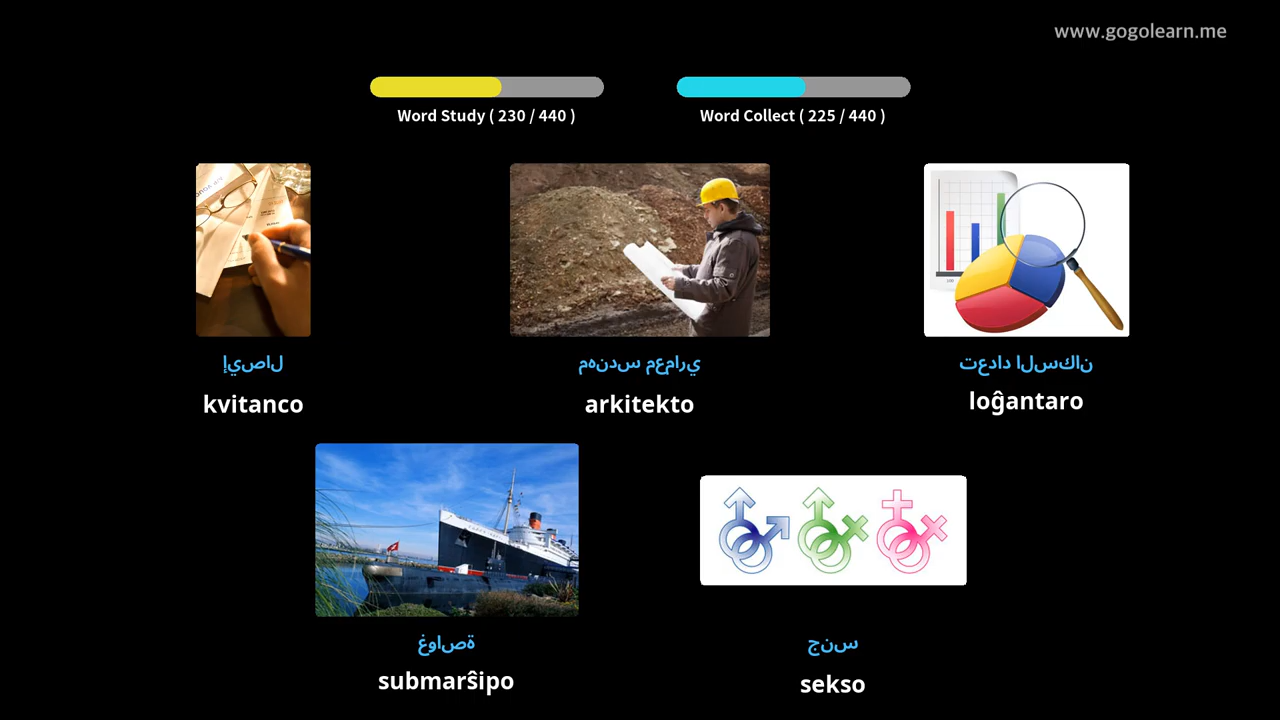 www.gogolearn.me
Word Study ( 230 / 440 )
Word Collect ( 225 / 440 )
إيصال
مهندس معماري
تعداد السكان
kvitanco
arkitekto
loĝantaro
غواصة
جنس
submarŝipo
sekso